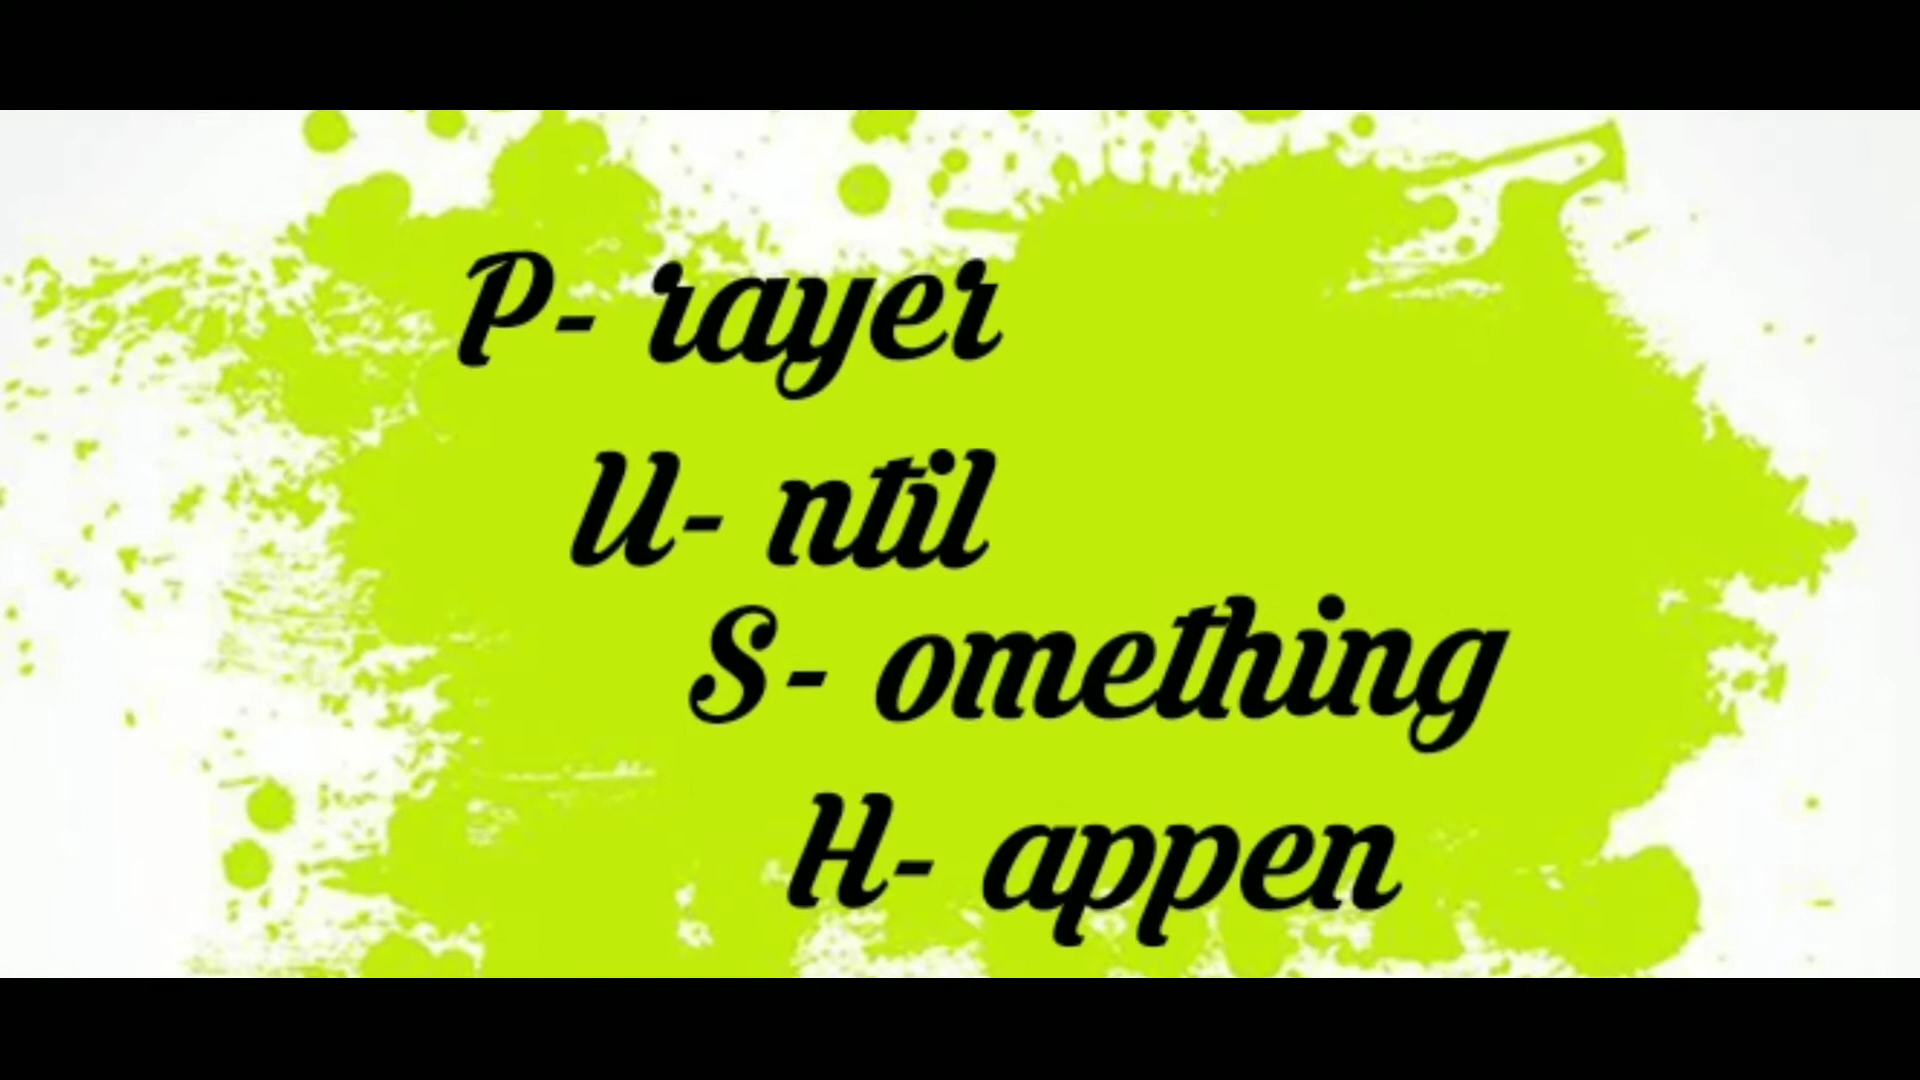 P- rayer
U- ntil
S- omething
H- appen